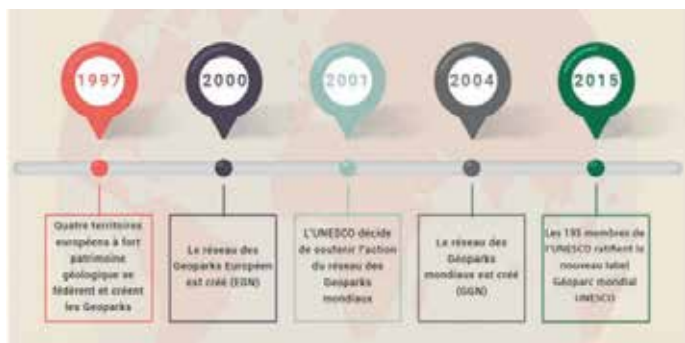 1997
2000
2001
2004
2015
Quatre territoires
européens à fort
patrimoine
géologique se
fédèrent et créent
les Geoparks
Le réseau des
Geoparks Européen
est créé (EGN)
L'UNESCO décide
de soutenir l'action
du réseau des
Geoparks
mondiaux
Le réseau des
Géoparks
mondiaux est créé
(GGN)
Les 195 membres de
l'UNESCO ratifient le
nouveau label
Géoparc mondial
UNESCO